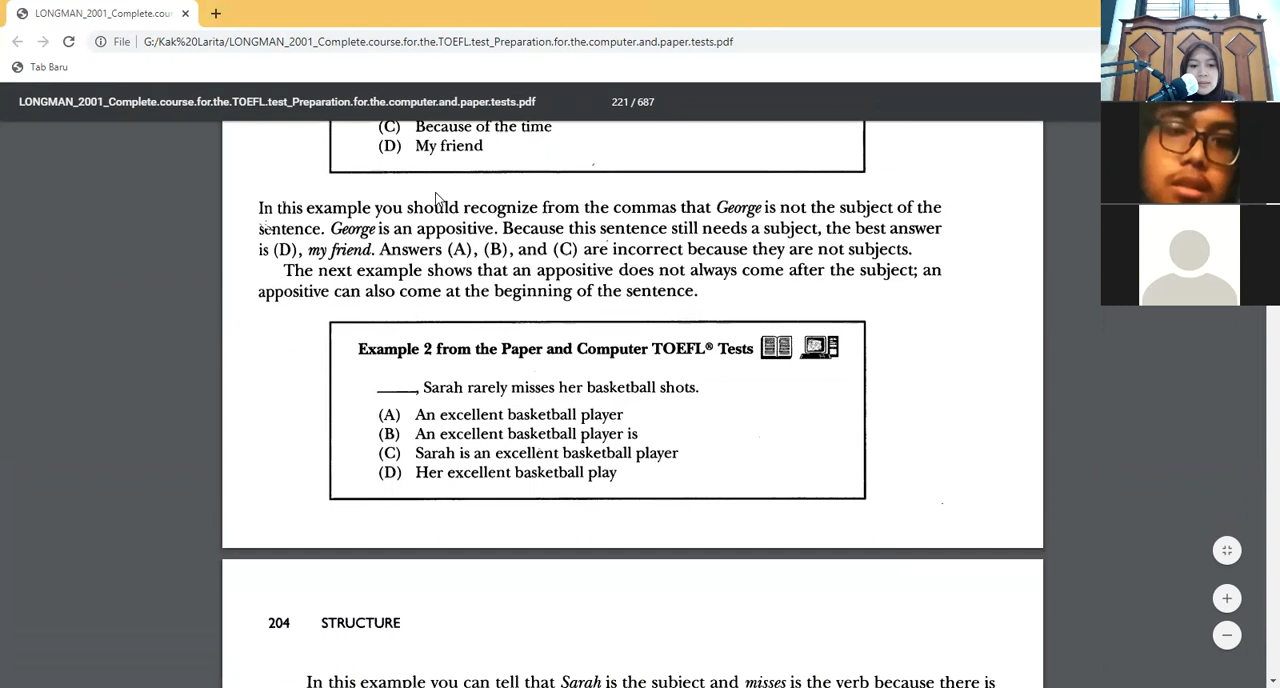 LONGMAN_2001_Complete.cou
File | G:/Kak%20Larita/LONGMAN_2001_Complete.course.for.the.TOEFL.test_Preparation.for.the.computer.and.paper.tests.pdf
Tab Baru
LONGMAN_2001_Complete.course.for.the.TOEFL.test_Preparation.for.the.computer.and.paper.tests.pdf 221 / 687
(C) Because of the time
(D) My friend
In this example you should recognize from the commas that George is not the subject of the
sentence. George is an appositive. Because this sentence still needs a subject, the best answer
is (D), my friend. Answers (A), (B), and (C) are incorrect because they are not subjects.
The next example shows that an appositive does not always come after the subject; an
appositive can also come at the beginning of the sentence.
Example 2 from the Paper and Computer TOEFL® Tests
_____, Sarah rarely misses her basketball shots.
(A) An excellent basketball player
(B) An excellent basketball player is
(C) Sarah is an excellent basketball player
(D) Her excellent basketball play
204 STRUCTURE
In this example you can tell that Sarah is the subject and misses is the verb because there is